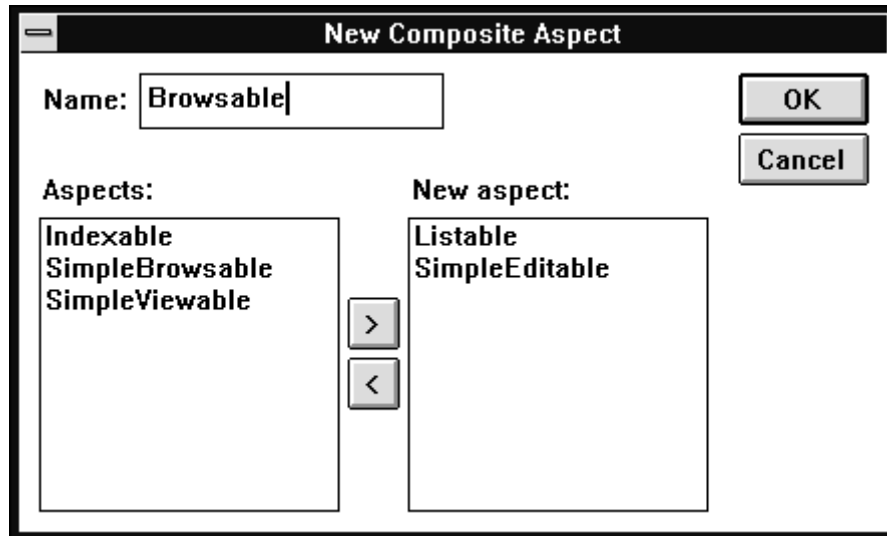 New Composite Aspect
Name: Browsable
OK
Cancel
Aspects:
New aspect:
Indexable
SimpleBrowsable
SimpleViewable
>
<
Listable
SimpleEditable